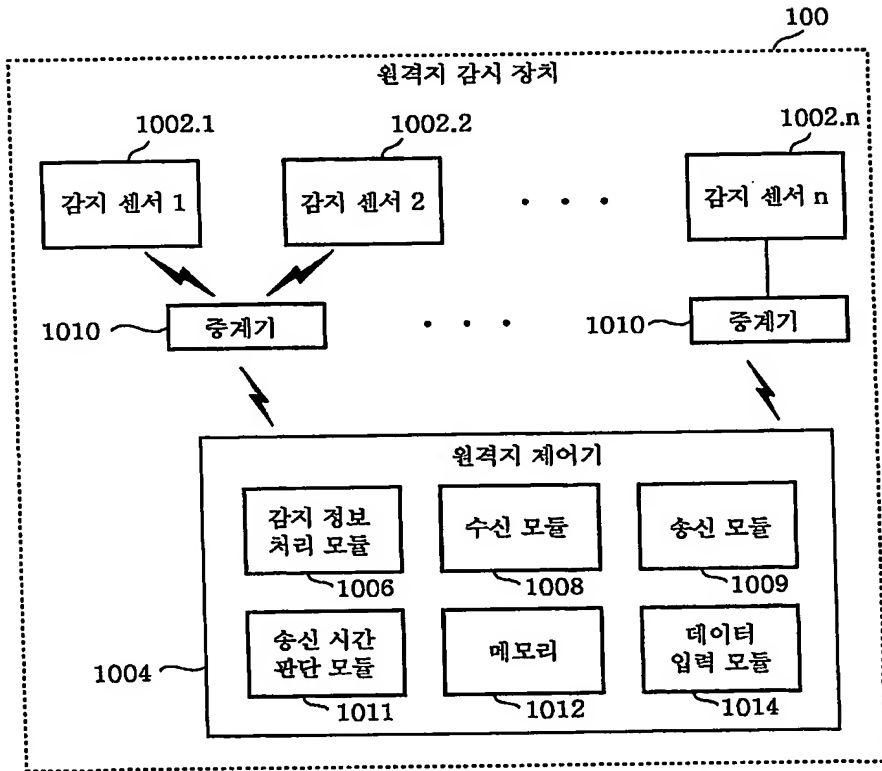 100
원격지 감시 장치
1002.1
1002.2
1002.n
감지 센서 1
감지 센서 2
감지 센서 n
1010
중계기
1010
중계기
원격지 제어기
감지 정보
처리 모듈
수신 모듈
송신 모듈
1006
1008
1009
1004
송신 시간
판단 모듈
메모리
데이터
입력 모듈
1011
1012
1014